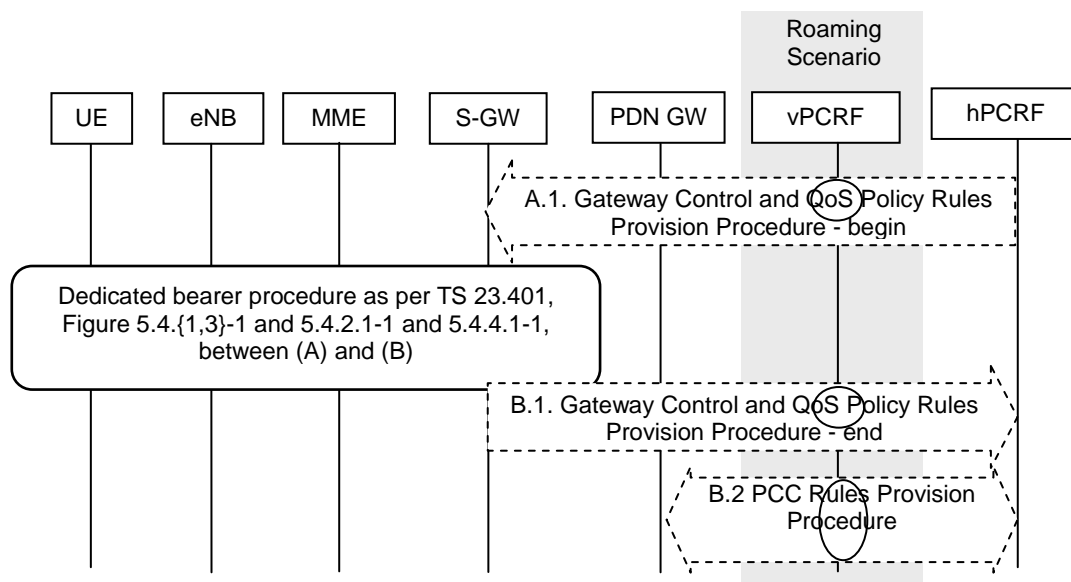 Roaming
Scenario
UE
eNB
MME
S-GW
PDN GW
vPCRF
hPCRF
A.1. Gateway Control and QoS Policy Rules
Provision Procedure - begin
Dedicated bearer procedure as per TS 23.401,
Figure 5.4.{1,3}-1 and 5.4.2.1-1 and 5.4.4.1-1,
between (A) and (B)
B.1. Gateway Control and QoS Policy Rules
Provision Procedure - end
B.2 PCC Rules Provision
Procedure